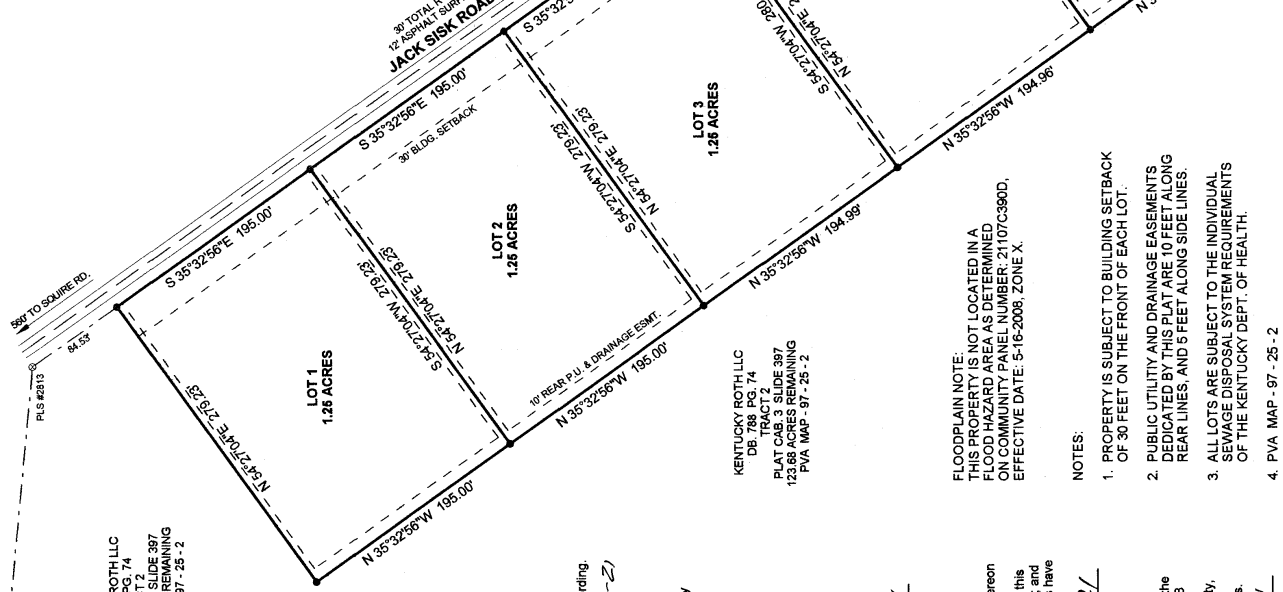 560' TO SQUIRE RD.
84.53'
PLS #2813
30' TOTAL
12' ASPHALT
JACK SISK ROAD
S 35°32'56"E 195.00'
N 54°27'04"E 279.23'
LOT 1
1.25 ACRES
S 54°27'04"W 279.23'
N 35°32'56"W 195.00'
S 35°32'56"E 195.00'
30' BLDG. SETBACK
N 54°27'04"E 279.23'
LOT 2
1.25 ACRES
S 54°27'04"W 279.23'
10' REAR P.U. & DRAINAGE ESMT.
N 35°32'56"W 195.00'
S 35°32'
N 54°27'04"E 279.23'
LOT 3
1.25 ACRES
S 54°27'04"W 280
N 35°32'56"W 194.99'
N 54°27'04"E
N 35°32'56"W 194.96'
ROTH LLC
PG. 74
SLIDE 397
REMAINING
97 - 25 - 2
KENTUCKY ROTH LLC
DB. 788 PG. 74
TRACT 2
PLAT CAB. 3 SLIDE 397
123.68 ACRES REMAINING
PVA MAP - 97 - 25 - 2
FLOODPLAIN NOTE:
THIS PROPERTY IS NOT LOCATED IN A
FLOOD HAZARD AREA AS DETERMINED
ON COMMUNITY PANEL NUMBER: 21107C390D,
EFFECTIVE DATE: 5-16-2008, ZONE X.
NOTES:
1. PROPERTY IS SUBJECT TO BUILDING SETBACK
OF 30 FEET ON THE FRONT OF EACH LOT.
2. PUBLIC UTILITIY AND DRAINAGE EASEMENTS
DEDICATED BY THIS PLAT ARE 10 FEET ALONG
REAR LINES, AND 5 FEET ALONG SIDE LINES.
3. ALL LOTS ARE SUBJECT TO THE INDIVIDUAL
SEWAGE DISPOSAL SYSTEM REQUIREMENTS
OF THE KENTUCKY DEPT. OF HEALTH.
4. PVA MAP - 97 - 25 - 2
rding.
ereon
this
and
have
the